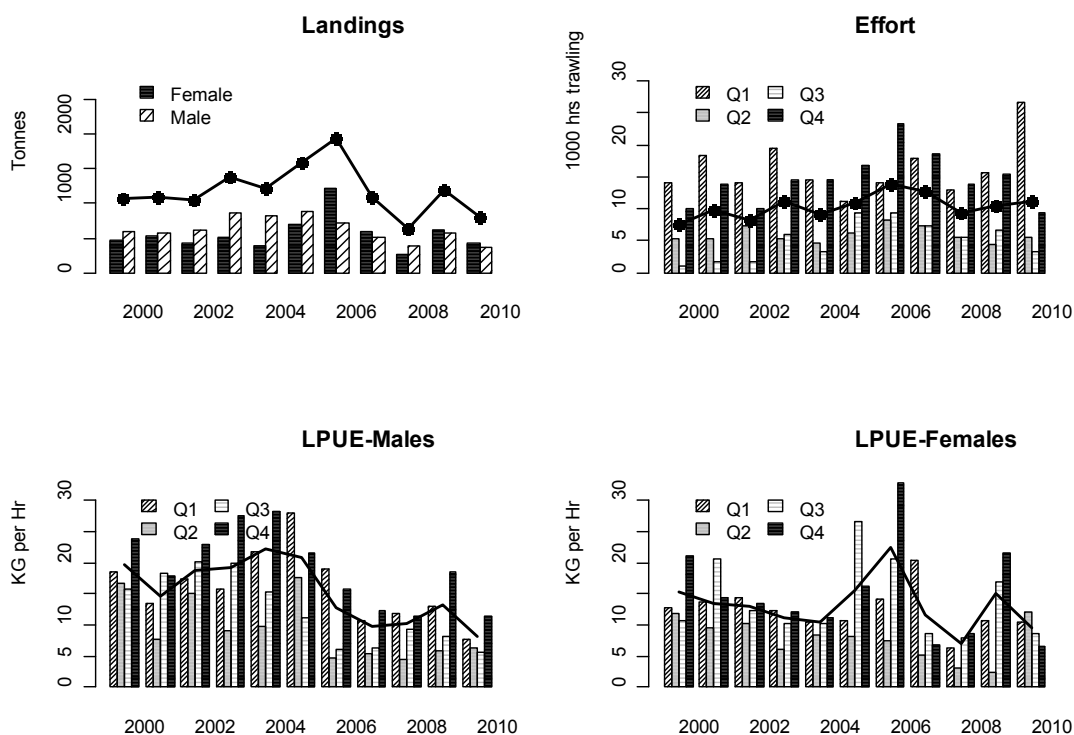 Landings
Tonnes
2000
1000
0
Female
Male
2000 2002 2004 2006 2008 2010
Effort
1000 hrs trawling
30
20
10
5
0
Q1 Q3
Q2 Q4
2000 2002 2004 2006 2008 2010
LPUE-Males
KG per Hr
30
20
10
5
0
Q1 Q3
Q2 Q4
2000 2002 2004 2006 2008 2010
LPUE-Females
KG per Hr
30
20
10
5
0
Q1 Q3
Q2 Q4
2000 2002 2004 2006 2008 2010